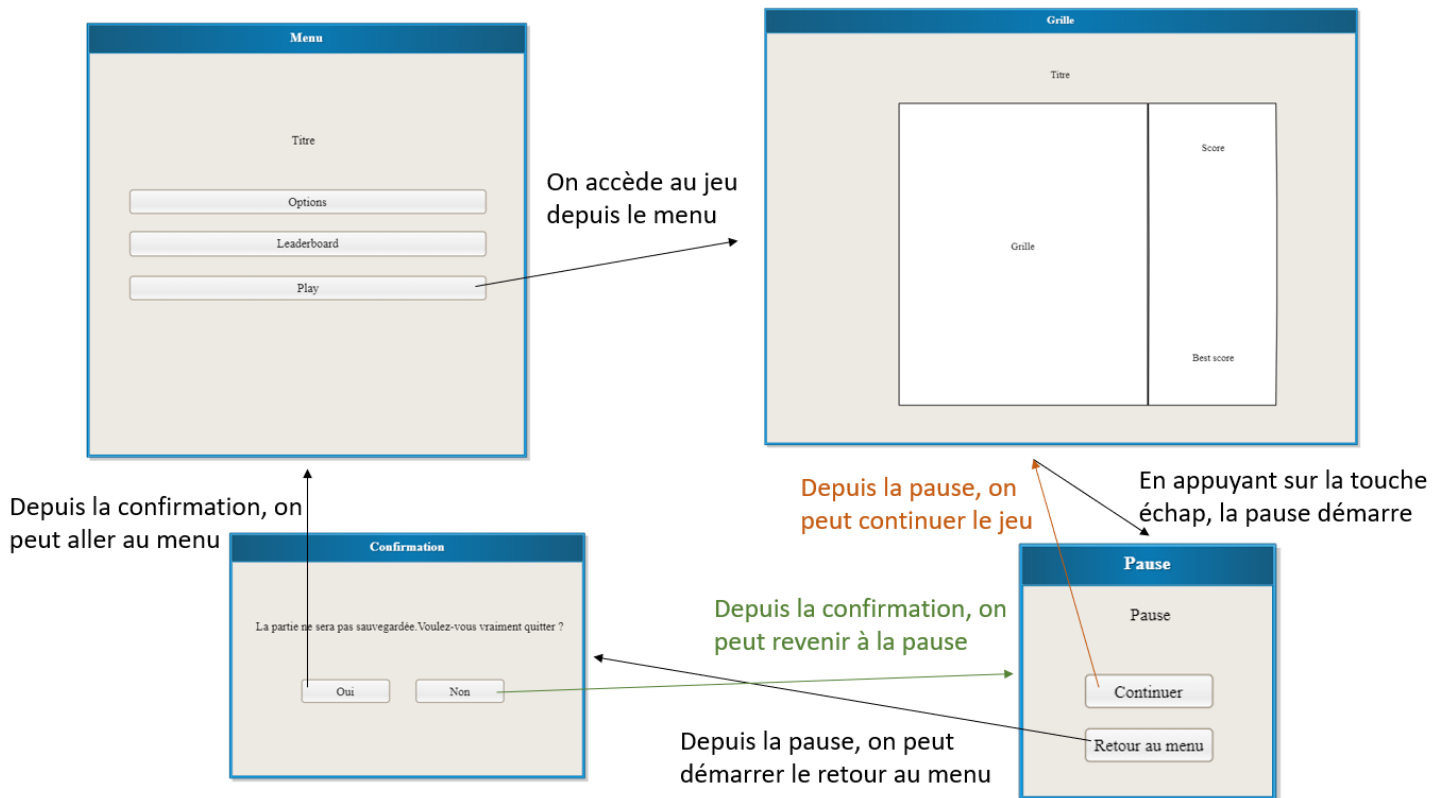 Menu
Titre
Options
Leaderboard
Play
On accède au jeu
depuis le menu
Grille
Titre
Grille
Score
Best score
Depuis la confirmation, on
peut aller au menu
Depuis la pause, on
peut continuer le jeu
En appuyant sur la touche
échap, la pause démarre
Confirmation
La partie ne sera pas sauvegardée.Voulez-vous vraiment quitter ?
Oui
Non
Depuis la confirmation, on
peut revenir à la pause
Depuis la pause, on peut
démarrer le retour au menu
Pause
Pause
Continuer
Retour au menu